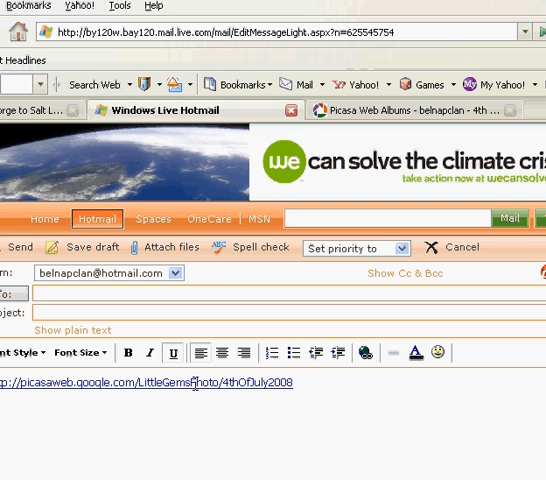 Bookmarks Yahoo! Tools Help
http://by120w.bay120.mail.live.com/mail/EditMessageLight.aspx?n=625545754
t Headlines
Search Web Bookmarks Mail Yahoo! Games My Yahoo!
orge to Salt L... Windows Live Hotmail Picasa Web Albums - belnapclan - 4th ...
we can solve the climate cris
take action now at wecansolve
Home Hotmail Spaces OneCare MSN Mail
Send Save draft Attach files Spell check Set priority to Cancel
m: belnapclan@hotmail.com Show Cc & Bcc
o:
bject:
Show plain text
nt Style Font Size B I U A
tp://picasaweb.google.com/LittleGemsPhoto/4thOfJuly2008